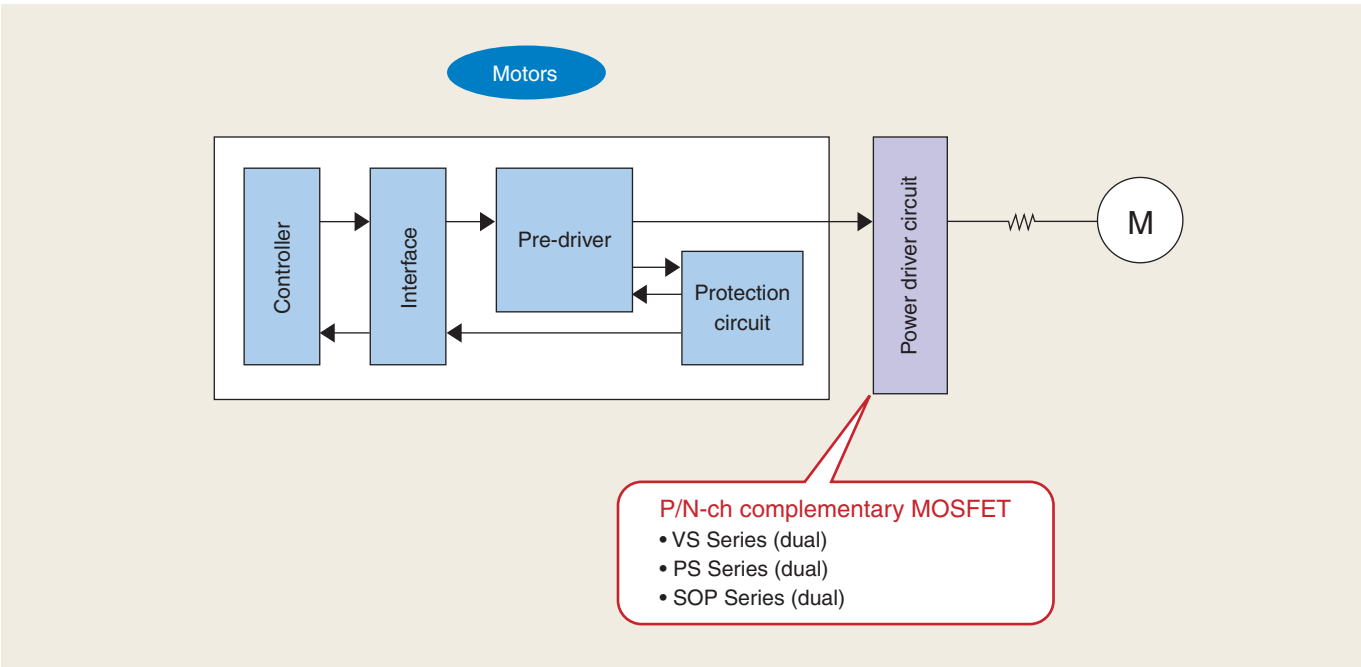 Motors
Controller
Interface
Pre-driver
Protection
circuit
Power driver circuit
M
P/N-ch complementary MOSFET
• VS Series (dual)
• PS Series (dual)
• SOP Series (dual)